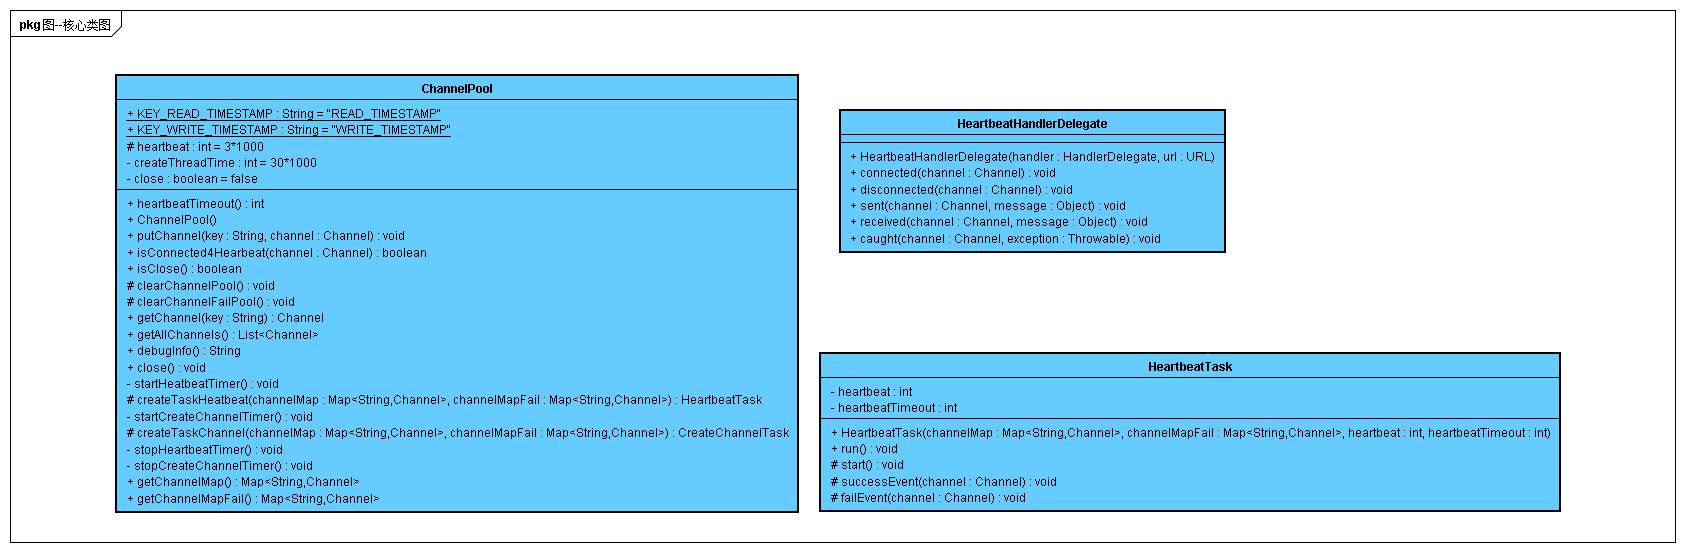 pkg 图--核心类图
ChannelPool
+ KEY_READ_TIMESTAMP : String = "READ_TIMESTAMP"
+ KEY_WRITE_TIMESTAMP : String = "WRITE_TIMESTAMP"
# heartbeat : int = 3*1000
- createThreadTime : int = 30*1000
- close : boolean = false
+ heartbeatTimeout() : int
+ ChannelPool()
+ putChannel(key : String, channel : Channel) : void
+ isConnected4Hearbeat(channel : Channel) : boolean
+ isClose() : boolean
# clearChannelPool() : void
# clearChannelFailPool() : void
+ getChannel(key : String) : Channel
+ getAllChannels() : List<Channel>
+ debugInfo() : String
+ close() : void
- startHeatbeatTimer() : void
# createTaskHeatbeat(channelMap : Map<String,Channel>, channelMapFail : Map<String,Channel>) : HeartbeatTask
- startCreateChannelTimer() : void
# createTaskChannel(channelMap : Map<String,Channel>, channelMapFail : Map<String,Channel>) : CreateChannelTask
- stopHeartbeatTimer() : void
- stopCreateChannelTimer() : void
+ getChannelMap() : Map<String,Channel>
+ getChannelMapFail() : Map<String,Channel>
HeartbeatHandlerDelegate
+ HeartbeatHandlerDelegate(handler : HandlerDelegate, url : URL)
+ connected(channel : Channel) : void
+ disconnected(channel : Channel) : void
+ sent(channel : Channel, message : Object) : void
+ received(channel : Channel, message : Object) : void
+ caught(channel : Channel, exception : Throwable) : void
HeartbeatTask
- heartbeat : int
- heartbeatTimeout : int
+ HeartbeatTask(channelMap : Map<String,Channel>, channelMapFail : Map<String,Channel>, heartbeat : int, heartbeatTimeout : int)
+ run() : void
# start() : void
# successEvent(channel : Channel) : void
# failEvent(channel : Channel) : void